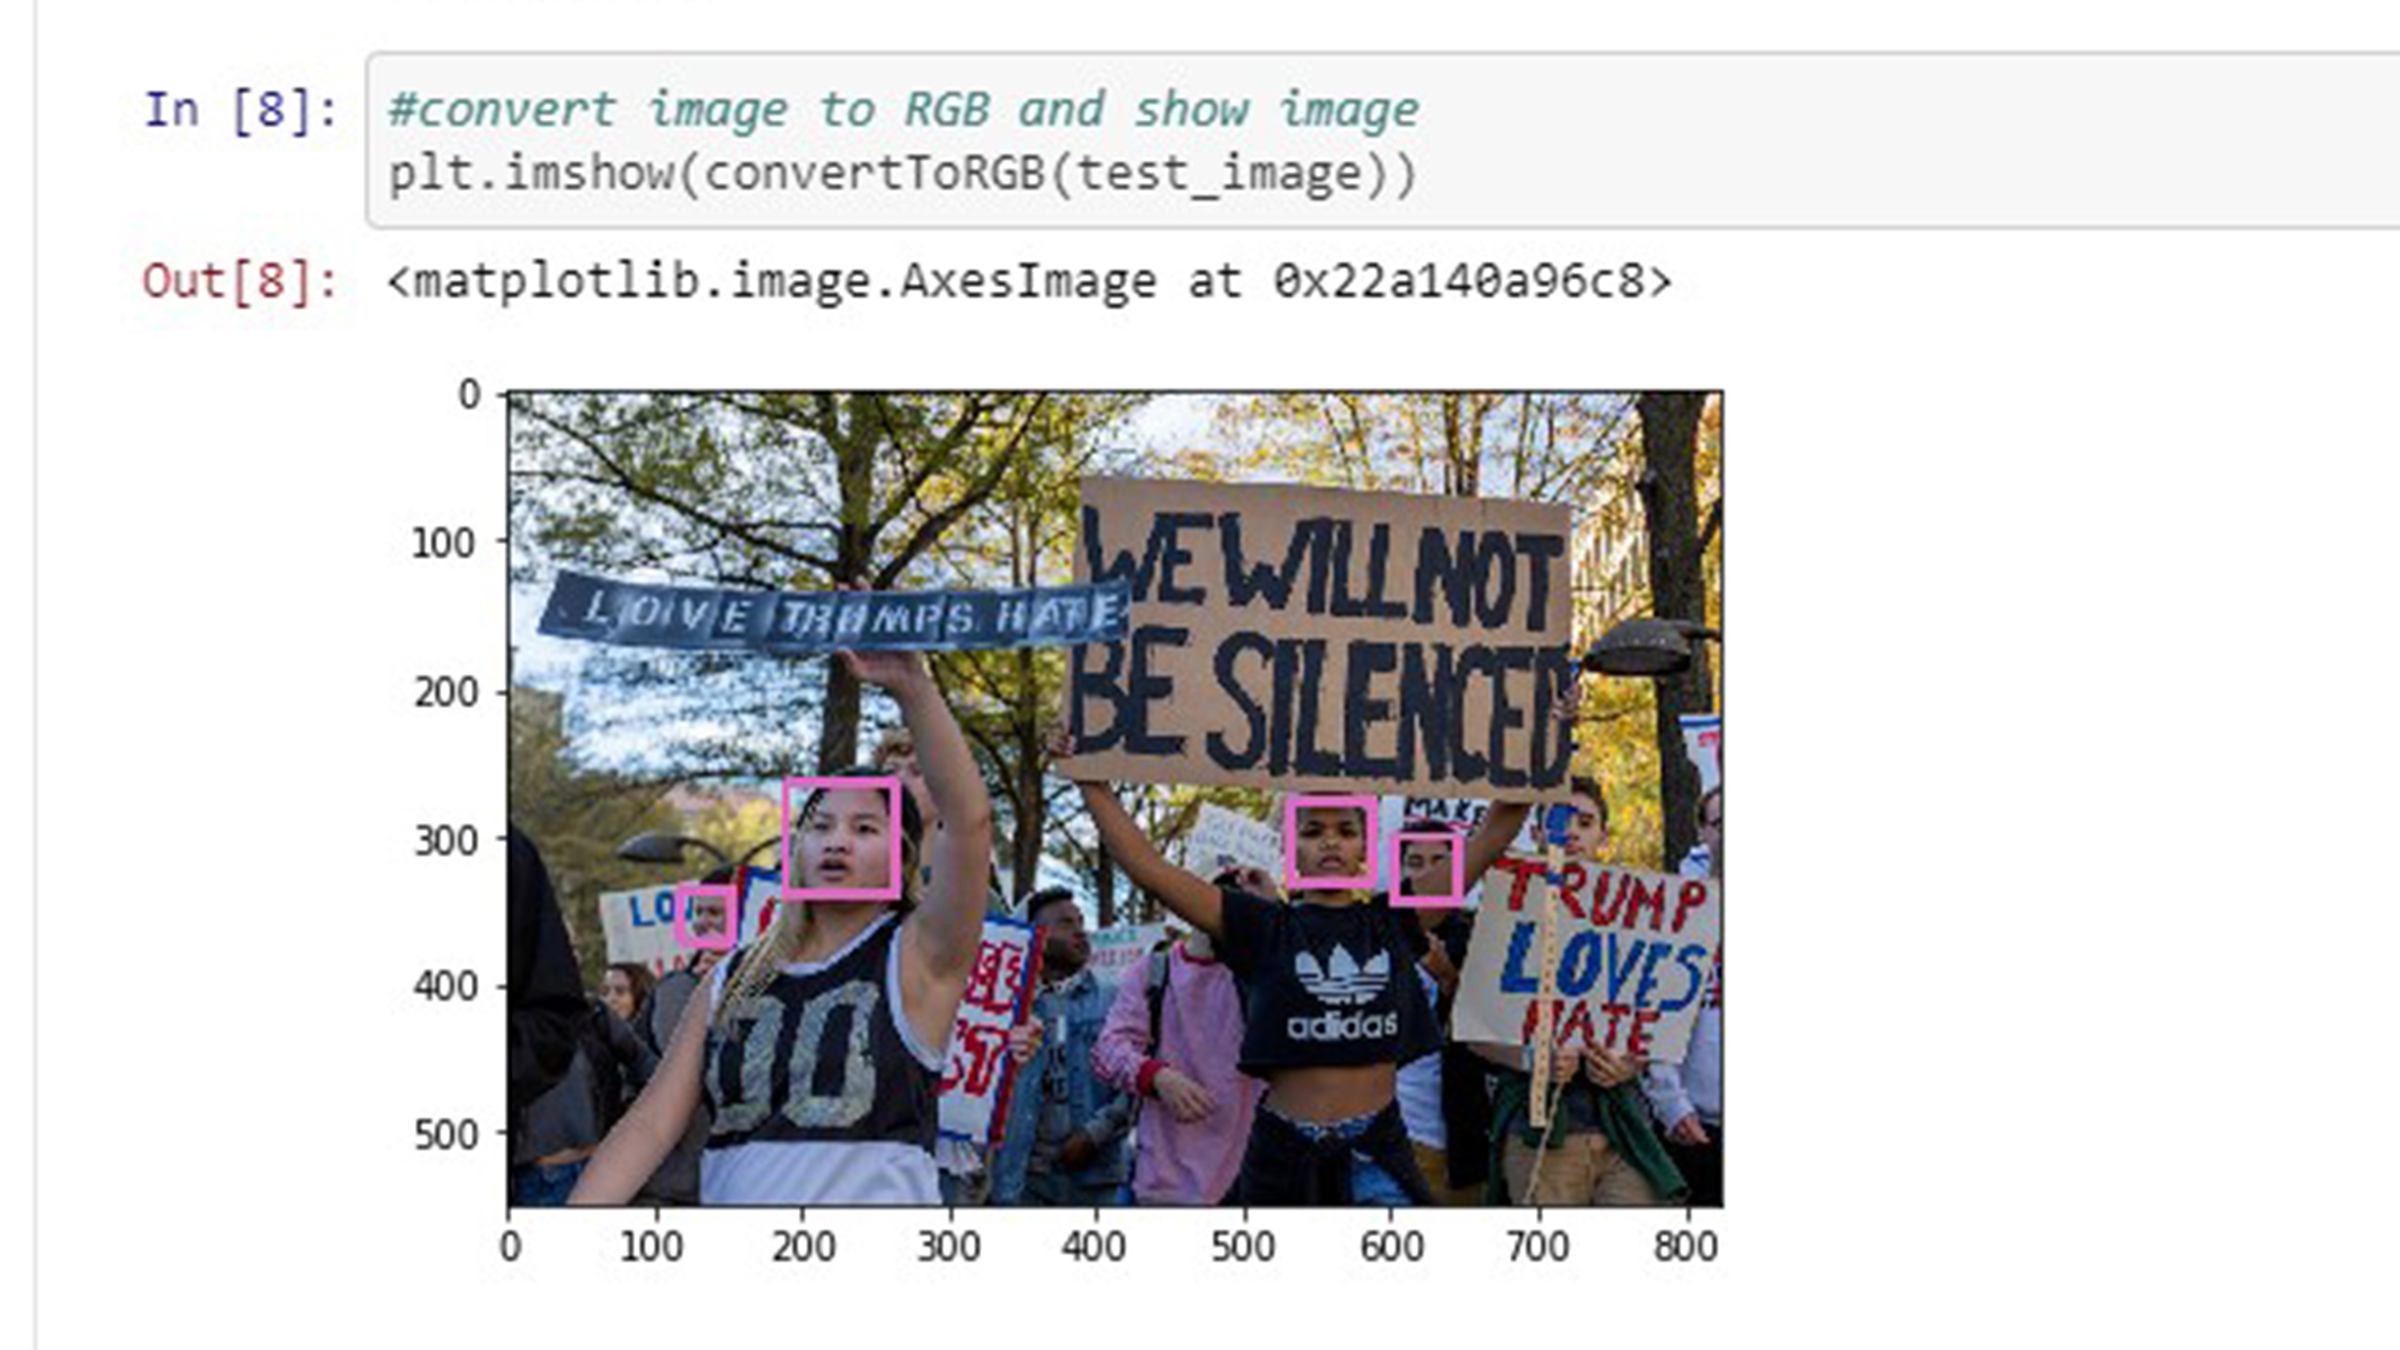 In [8]:
#convert image to RGB and show image
plt.imshow(convertToRGB(test_image))
Out[8]:
<matplotlib.image.AxesImage at 0x22a140a96c8>
0
100
200
300
400
500
WE WILL NOT
BE SILENCED
LOVE TRUMPS HATE
MAKE
LOV
TRUMP
LOVES
HATE
adidas
00
0
100
200
300
400
500
600
700
800